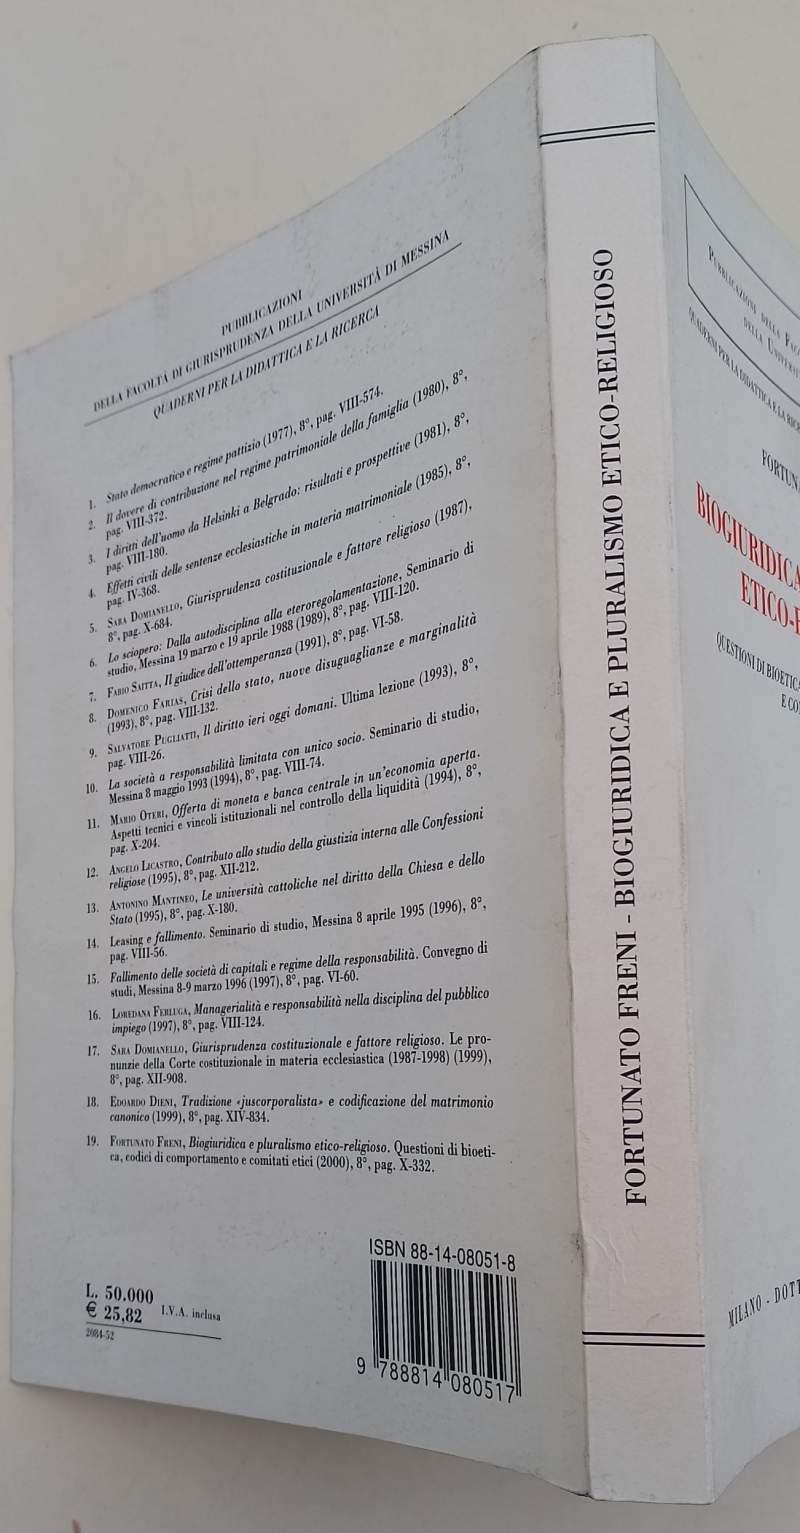 PUBBLICAZIONI
DELLA FACOLTÀ DI GIURISPRUDENZA DELLA UNIVERSITÀ DI MESSINA
QUADERNI PER LA DIDATTICA E LA RICERCA
1. Stato democratico e regime pattizio (1977), 8°, pag. VIII-574.
2. Il dovere di contribuzione nel regime patrimoniale della famiglia (1980), 8°,
pag. VIII-372.
3. I diritti dell'uomo da Helsinki a Belgrado: risultati e prospettive (1981), 8°,
pag. VIII-180.
4. Effetti civili delle sentenze ecclesiastiche in materia matrimoniale (1985), 8°,
pag. IV-368.
5. SARA DOMIANELLO, Giurisprudenza costituzionale e fattore religioso (1987),
8°, pag. X-684.
6. Lo sciopero: Dalla autodisciplina alla eteroregolamentazione, Seminario di
studio, Messina 19 marzo e 19 aprile 1988 (1989), 8°, pag. VIII-120.
7. FABIO SAITTA, Il giudice dell'ottemperanza (1991), 8°, pag. VI-58.
8. DOMENICO FARIAS, Crisi dello stato, nuove disuguaglianze e marginalità
(1993), 8°, pag. VIII-132.
9. SALVATORE PUGLIATTI, Il diritto ieri oggi domani. Ultima lezione (1993), 8°,
pag. VIII-26.
10. La società a responsabilità limitata con unico socio. Seminario di studio,
Messina 8 maggio 1993 (1994), 8°, pag. VIII-74.
11. MARIO OTERI, Offerta di moneta e banca centrale in un'economia aperta.
Aspetti tecnici e vincoli istituzionali nel controllo della liquidità (1994), 8°,
pag. X-204.
12. ANGELO LICASTRO, Contributo allo studio della giustizia interna alle Confessioni
religiose (1995), 8°, pag. XII-212.
13. ANTONINO MANTINEO, Le università cattoliche nel diritto della Chiesa e dello
Stato (1995), 8°, pag. X-180.
14. Leasing e fallimento. Seminario di studio, Messina 8 aprile 1995 (1996), 8°,
pag. VIII-56.
15. Fallimento delle società di capitali e regime della responsabilità. Convegno di
studi, Messina 8-9 marzo 1996 (1997), 8°, pag. VI-60.
16. LOREDANA FERLUGA, Managerialità e responsabilità nella disciplina del pubblico
impiego (1997), 8°, pag. VIII-124.
17. SARA DOMIANELLO, Giurisprudenza costituzionale e fattore religioso. Le pro-
nunzie della Corte costituzionale in materia ecclesiastica (1987-1998) (1999),
8°, pag. XII-908.
18. EDOARDO DIENI, Tradizione «juscorporalista» e codificazione del matrimonio
canonico (1999), 8°, pag. XIV-834.
19. FORTUNATO FRENI, Biogiuridica e pluralismo etico-religioso. Questioni di bioeti-
ca, codici di comportamento e comitati etici (2000), 8°, pag. X-332.
L. 50.000
€ 25,82 I.V.A. inclusa
2084-52
ISBN 88-14-08051-8
9 788814 080517
FORTUNATO FRENI - BIOGIURIDICA E PLURALISMO ETICO-RELIGIOSO
PUBBLICAZIONI DELLA FAC
DELLA UNIVERSI
QUADERNI PER LA DIDATTICA E LA RIC
FORTUN
BIOGIURIDICA
ETICO-
QUESTIONI DI BIOETIC
E CO
MILANO - DOTT